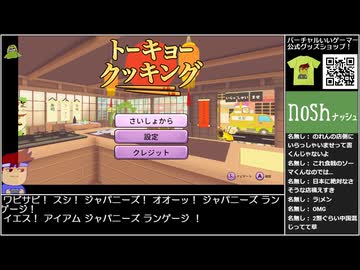 トーキョー
クッキング
いらっしゃいませ
さいしょから
設定
クレジット
ワビサビ! スシ! ジャパニーズ! オオーッ! ジャパニーズ ラン
ゲージ!
イエス! アイアム ジャパニーズ ランゲージ !
バーチャルいいゲーマー
公式グッズショップ!
nosh ナッシュ
名無し: のれんの店側に
いらっしゃいませって書
くんじゃないよ
名無し: これ食戟のソー
マくんなのでは…
名無し: 日本に絶対なさ
そうな店構えすき
名無し: ラ|メン
名無し: OMG
名無し: 2割ぐらい中国混
じってて草